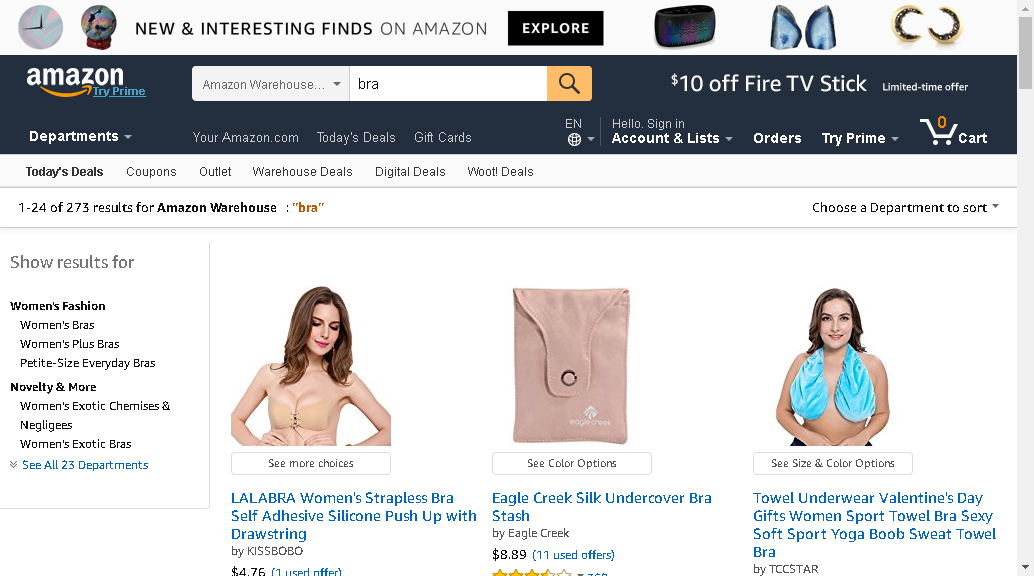 NEW & INTERESTING FINDS ON AMAZON
EXPLORE
amazon
Try Prime
Amazon Warehouse...
bra
$10 off Fire TV Stick Limited-time offer
Departments
Your Amazon.com Today's Deals Gift Cards
EN
Hello. Sign in
Account & Lists
Orders
Try Prime
0
Cart
Today's Deals Coupons Outlet Warehouse Deals Digital Deals Woot! Deals
1-24 of 273 results for Amazon Warehouse : "bra"
Choose a Department to sort
Show results for
Women's Fashion
Women's Bras
Women's Plus Bras
Petite-Size Everyday Bras
Novelty & More
Women's Exotic Chemises &
Negligees
Women's Exotic Bras
See All 23 Departments
See more choices
LALABRA Women's Strapless Bra
Self Adhesive Silicone Push Up with
Drawstring
by KISSBOBO
$4.76 (1 used offer)
eagle creek
See Color Options
Eagle Creek Silk Undercover Bra
Stash
by Eagle Creek
$8.89 (11 used offers)
See Size & Color Options
Towel Underwear Valentine's Day
Gifts Women Sport Towel Bra Sexy
Soft Sport Yoga Boob Sweat Towel
Bra
by TCCSTAR